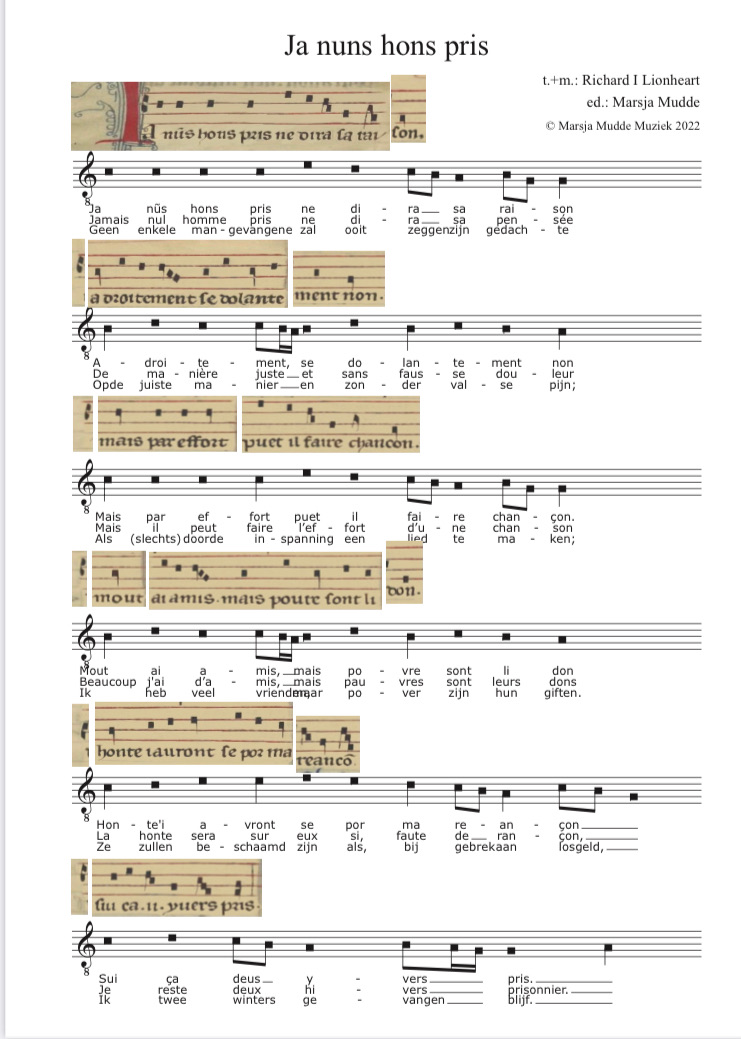 Ja nuns hons pris
t.+m.: Richard I Lionheart
ed.: Marsja Mudde
© Marsja Mudde Muziek 2022
I nūs hons pris ne dira sa rai son.
Ja nūs hons pris ne di - ra sa rai - son
Jamais nul homme pris ne di - ra sa pen - sée
Geen enkele man - gevangene zal ooit zeggen zijn gedach - te
adroitement se dolante ment non.
A - droi - te - ment, se do - lan - te - ment non
De ma - nière juste et sans faus - se dou - leur
Opde juiste ma - nier en zon - der val - se pijn;
mais par effort puet il faire chancon.
Mais par ef - fort puet il fai - re chan - çon.
Mais il peut faire l'ef - fort d'u - ne chan - son
Als (slechts) doorde in - spanning een lied te ma - ken;
mout ai amis. mais poure sont li don.
Mout ai a - mis, mais po - vre sont li don
Beaucoup j'ai d'a - mis, mais pau - vres sont leurs dons
Ik heb veel vrienden, maar po - ver zijn hun giften.
honte iauront se por ma reancō
Hon - te'i a - vront se por ma re - an - çon
La honte sera sur eux si, faute de ran - çon,
Ze zullen be - schaamd zijn als, bij gebrek aan losgeld,
sui ca .ii. yuers pris.
Sui ça deus y - vers pris.
Je reste deux hi - vers prisonnier.
Ik twee winters ge - vangen blijf.